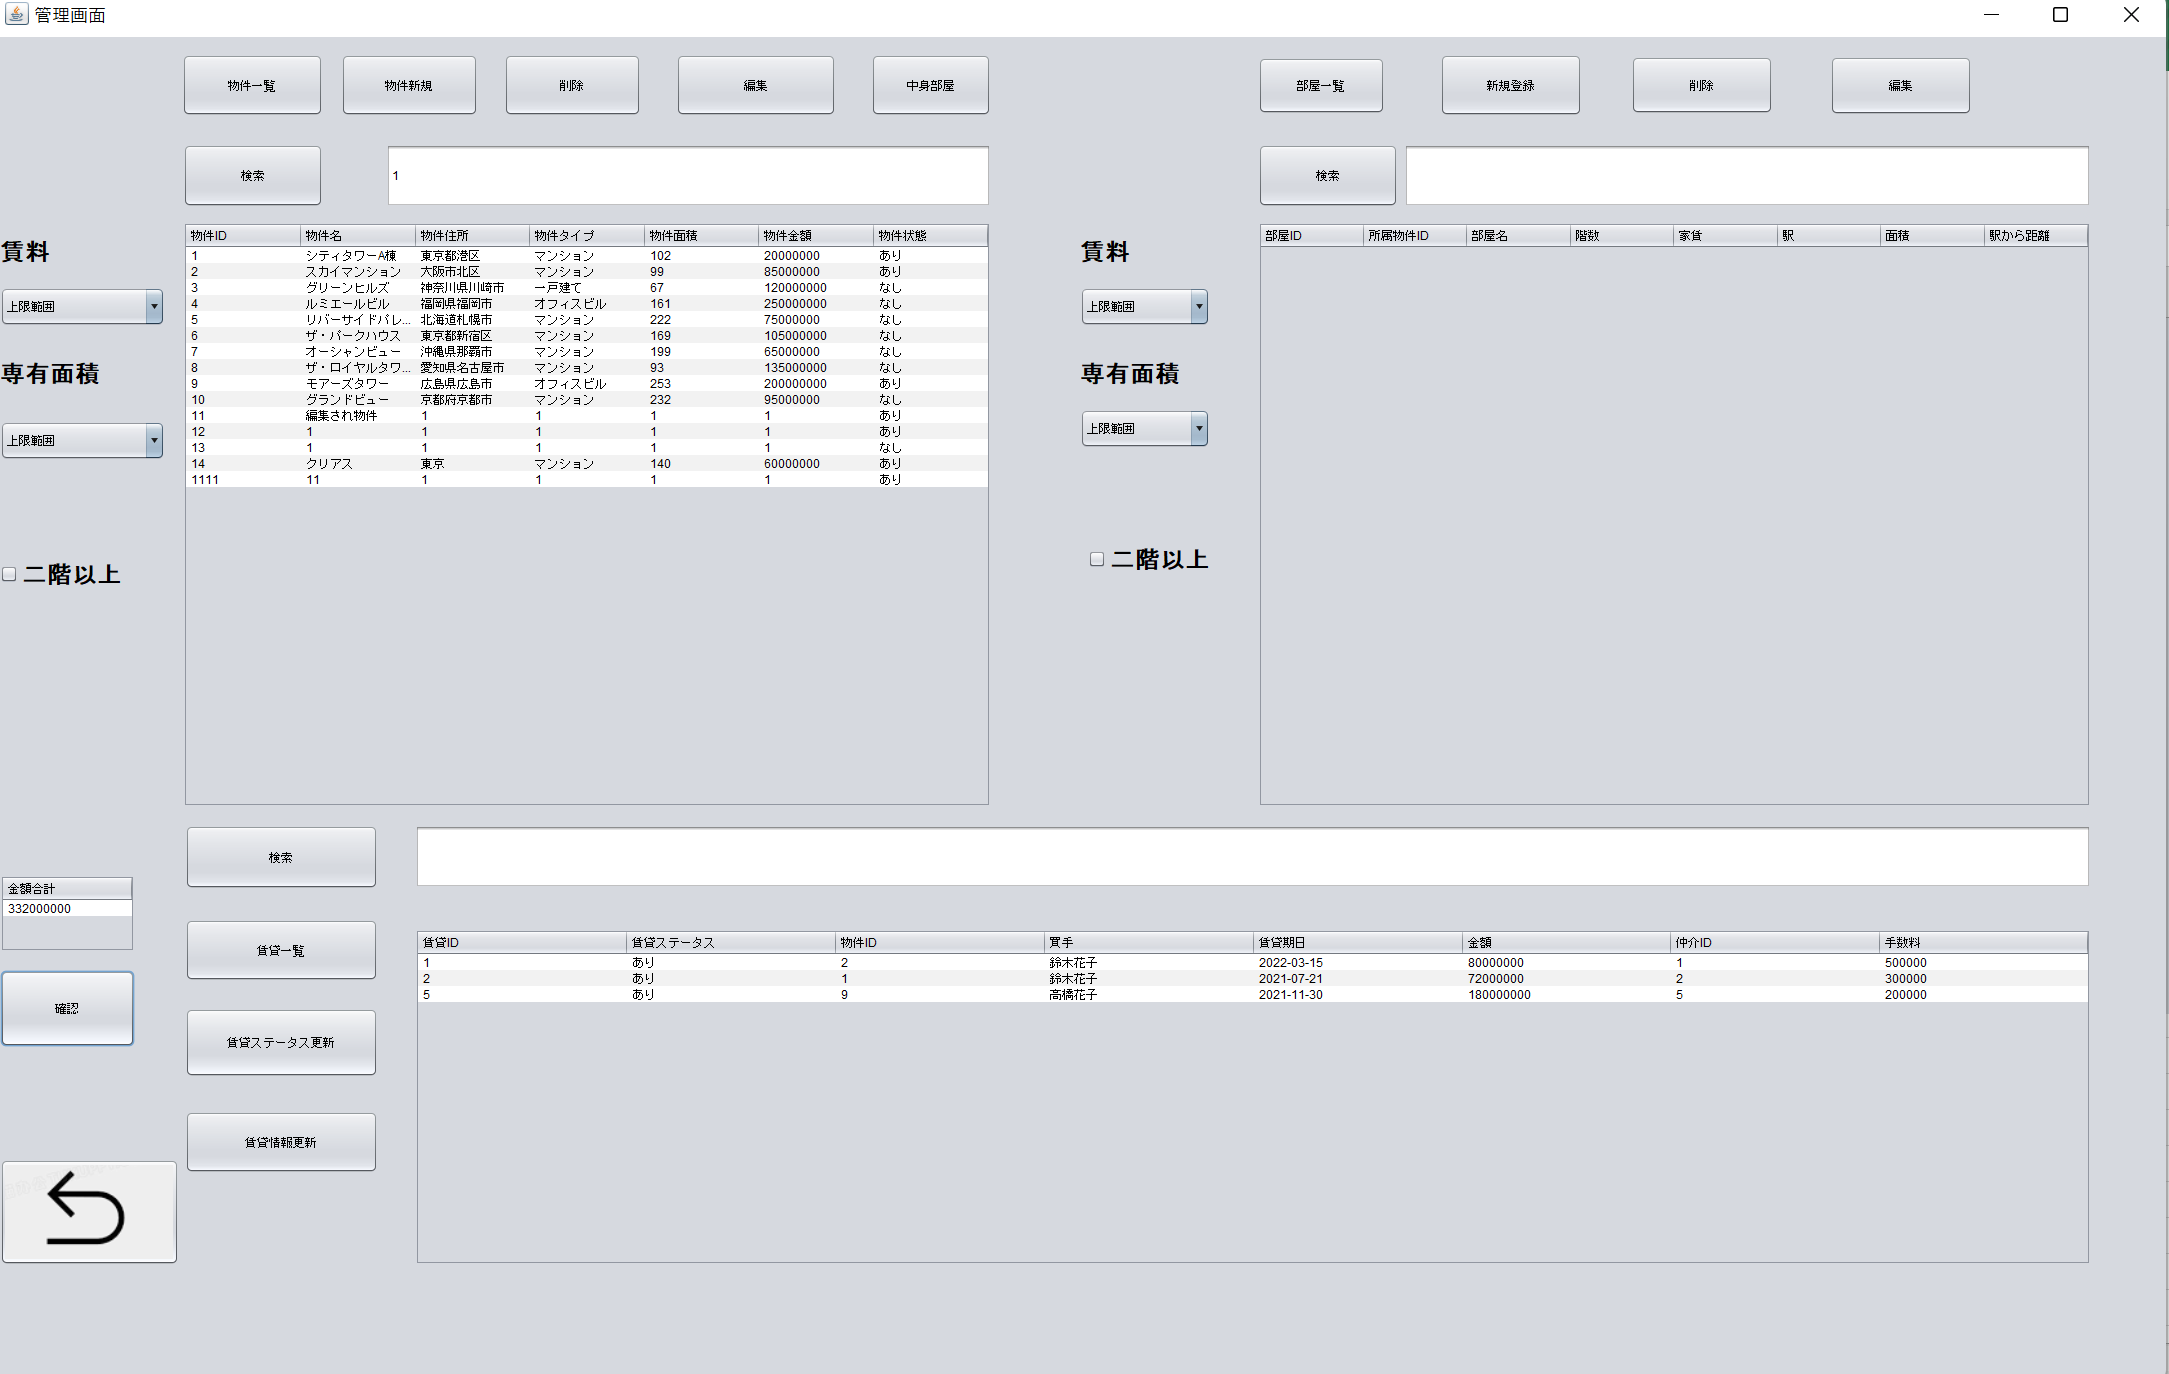 管理画面
物件一覧 物件新規 削除 編集 中身部屋
部屋一覧 新規登録 削除 編集
検索 1
検索
賃料
上限範囲
専有面積
上限範囲
二階以上
物件ID 物件名 物件住所 物件タイプ 物件面積 物件金額 物件状態
1 シティタワーA棟 東京都港区 マンション 102 20000000 あり
2 スカイマンション 大阪市北区 マンション 99 85000000 あり
3 グリーンヒルズ 神奈川県川崎市 一戸建て 67 120000000 なし
4 ルミエールビル 福岡県福岡市 オフィスビル 161 250000000 なし
5 リバーサイドパレ... 北海道札幌市 マンション 222 75000000 なし
6 ザ・パークハウス 東京都新宿区 マンション 169 105000000 なし
7 オーシャンビュー 沖縄県那覇市 マンション 199 65000000 なし
8 ザ・ロイヤルタワ... 愛知県名古屋市 マンション 93 135000000 なし
9 モアーズタワー 広島県広島市 オフィスビル 253 200000000 あり
10 グランドビュー 京都府京都市 マンション 232 95000000 なし
11 編集され物件 1 1 1 1 あり
12 1 1 1 1 1 あり
13 1 1 1 1 1 なし
14 クリアス 東京 マンション 140 60000000 あり
1111 11 1 1 1 1 あり
賃料
上限範囲
専有面積
上限範囲
二階以上
部屋ID 所属物件ID 部屋名 階数 家賃 駅 面積 駅から距離
検索
金額合計
332000000
確認
賃貸一覧
賃貸ステータス更新
賃貸情報更新
賃貸ID 賃貸ステータス 物件ID 買手 賃貸期日 金額 仲介ID 手数料
1 あり 2 鈴木花子 2022-03-15 80000000 1 500000
2 あり 1 鈴木花子 2021-07-21 72000000 2 300000
5 あり 9 高橋花子 2021-11-30 180000000 5 200000